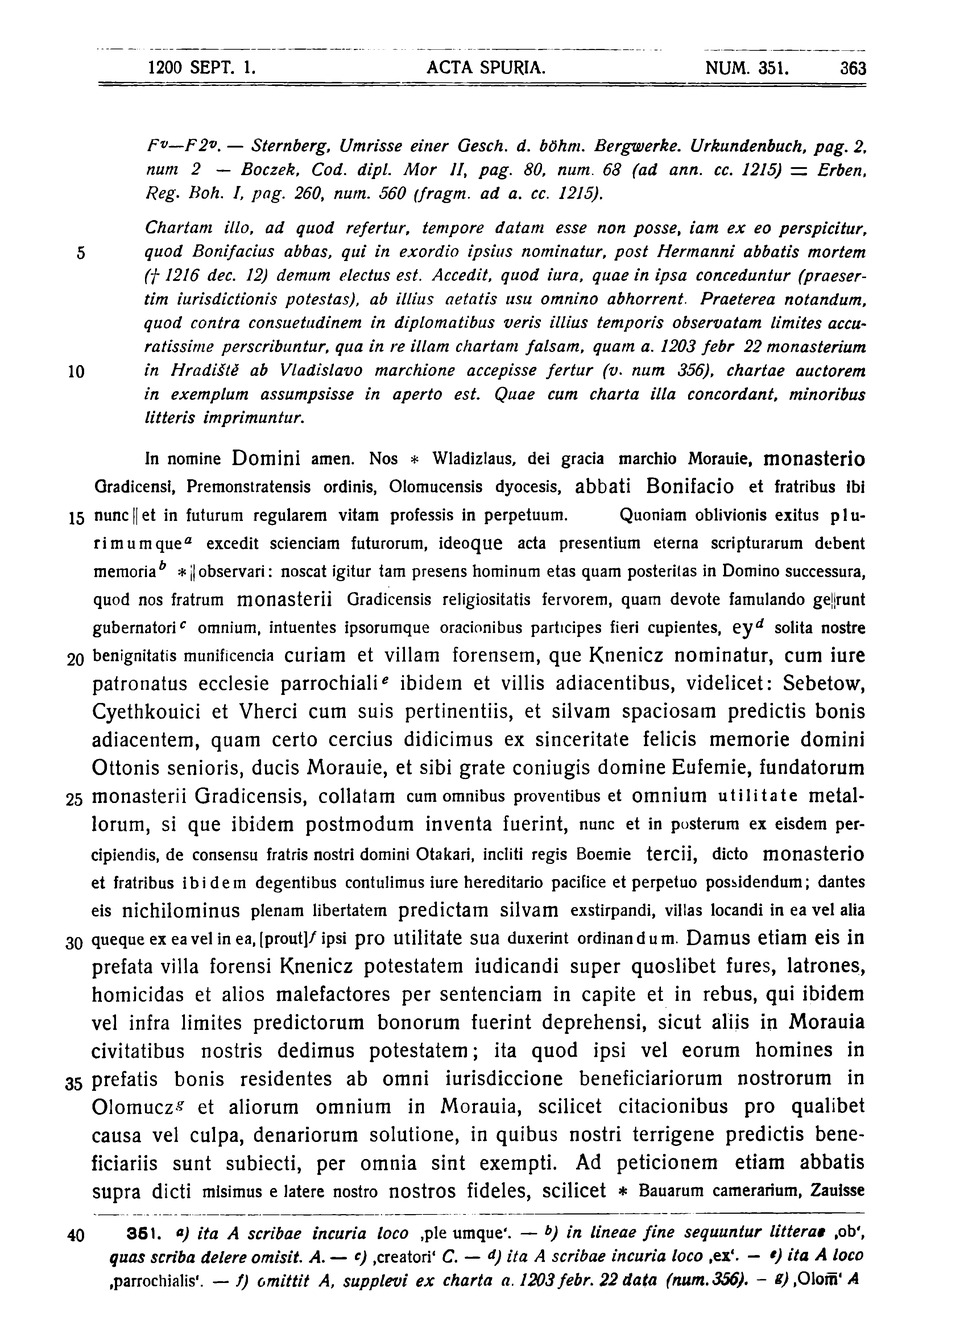 1200 SEPT. 1. ACTA SPURIA. NUM. 351. 363
Fv—F2v. — Sternberg, Umrisse einer Gesch. d. böhm. Bergwerke. Urkundenbuch, pag. 2,
num 2 — Boczek, Cod. dipl. Mor II, pag. 80, num. 68 (ad ann. cc. 1215) = Erben,
Reg. Boh. I, pag. 260, num. 560 (fragm. ad a. cc. 1215).
Chartam illo, ad quod refertur, tempore datam esse non posse, iam ex eo perspicitur,
5 quod Bonifacius abbas, qui in exordio ipsius nominatur, post Hermanni abbatis mortem
(† 1216 dec. 12) demum electus est. Accedit, quod iura, quae in ipsa conceduntur (praeser-
tim iurisdictionis potestas), ab illius aetatis usu omnino abhorrent. Praeterea notandum,
quod contra consuetudinem in diplomatibus veris illius temporis observatam limites accu-
ratissime perscribuntur, qua in re illam chartam falsam, quam a. 1203 febr 22 monasterium
10 in Hradiště ab Vladislavo marchione accepisse fertur (v. num 356), chartae auctorem
in exemplum assumpsisse in aperto est. Quae cum charta illa concordant, minoribus
litteris imprimuntur.
In nomine Domini amen. Nos * Wladizlaus, dei gracia marchio Morauie, monasterio
Gradicensi, Premonstratensis ordinis, Olomucensis dyocesis, abbati Bonifacio et fratribus ibi
15 nunc || et in futurum regularem vitam professis in perpetuum. Quoniam oblivionis exitus plu-
rimumque a excedit scienciam futurorum, ideoque acta presentium eterna scripturarum debent
memoria b * || observari: noscat igitur tam presens hominum etas quam posteritas in Domino successura,
quod nos fratrum monasterii Gradicensis religiositatis fervorem, quam devote famulando ge||runt
gubernatori c omnium, intuentes ipsorumque oracionibus participes fieri cupientes, ey d solita nostre
20 benignitatis munificencia curiam et villam forensem, que Knenicz nominatur, cum iure
patronatus ecclesie parrochiali e ibidem et villis adiacentibus, videlicet: Sebetow,
Cyethkouici et Vherci cum suis pertinentiis, et silvam spaciosam predictis bonis
adiacentem, quam certo cercius didicimus ex sinceritate felicis memorie domini
Ottonis senioris, ducis Morauie, et sibi grate coniugis domine Eufemie, fundatorum
25 monasterii Gradicensis, collatam cum omnibus proventibus et omnium utilitate metal-
lorum, si que ibidem postmodum inventa fuerint, nunc et in posterum ex eisdem per-
cipiendis, de consensu fratris nostri domini Otakari, incliti regis Boemie tercii, dicto monasterio
et fratribus ibidem degentibus contulimus iure hereditario pacifice et perpetuo possidendum; dantes
eis nichilominus plenam libertatem predictam silvam exstirpandi, villas locandi in ea vel alia
30 queque ex ea vel in ea, [prout] f ipsi pro utilitate sua duxerint ordinandum. Damus etiam eis in
prefata villa forensi Knenicz potestatem iudicandi super quoslibet fures, latrones,
homicidas et alios malefactores per sentenciam in capite et in rebus, qui ibidem
vel infra limites predictorum bonorum fuerint deprehensi, sicut aliis in Morauia
civitatibus nostris dedimus potestatem; ita quod ipsi vel eorum homines in
35 prefatis bonis residentes ab omni iurisdiccione beneficiariorum nostrorum in
Olomucz g et aliorum omnium in Morauia, scilicet citacionibus pro qualibet
causa vel culpa, denariorum solutione, in quibus nostri terrigene predictis bene-
ficiariis sunt subiecti, per omnia sint exempti. Ad peticionem etiam abbatis
supra dicti misimus e latere nostro nostros fideles, scilicet * Bauarum camerarium, Zauisse
40 351. a) ita A scribae incuria loco ‚ple umque‘. — b) in lineae fine sequuntur litterae ‚ob‘,
quas scriba delere omisit. A. — c) ‚creatori‘ C. — d) ita A scribae incuria loco ‚ex‘. — e) ita A loco
‚parrochialis‘. — f) omittit A, supplevi ex charta a. 1203 febr. 22 data (num. 356). – g) ‚Olom̄‘ A